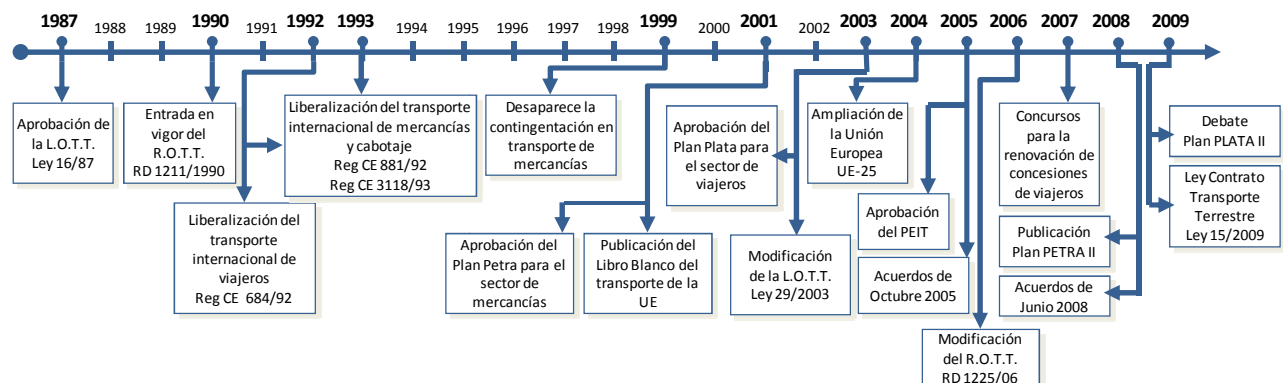 1987 1988 1989 1990 1991 1992 1993 1994 1995 1996 1997 1998 1999 2000 2001 2002 2003 2004 2005 2006 2007 2008 2009
Aprobación de
la L.O.T.T.
Ley 16/87
Entrada en
vigor del
R.O.T.T.
RD 1211/1990
Liberalización del
transporte
internacional de
viajeros
Reg CE 684/92
Liberalización del transporte
internacional de mercancías
y cabotaje
Reg CE 881/92
Reg CE 3118/93
Desaparece la
contingentación en
transporte de
mercancías
Aprobación del
Plan Petra para el
sector de
mercancías
Publicación del
Libro Blanco del
transporte de la
UE
Aprobación del
Plan Plata para el
sector de
viajeros
Modificación
de la L.O.T.T.
Ley 29/2003
Ampliación de
la Unión
Europea
UE-25
Aprobación
del PEIT
Acuerdos de
Octubre 2005
Modificación
del R.O.T.T.
RD 1225/06
Concursos
para la
renovación de
concesiones
de viajeros
Publicación
Plan PETRA II
Acuerdos de
Junio 2008
Debate
Plan PLATA II
Ley Contrato
Transporte
Terrestre
Ley 15/2009